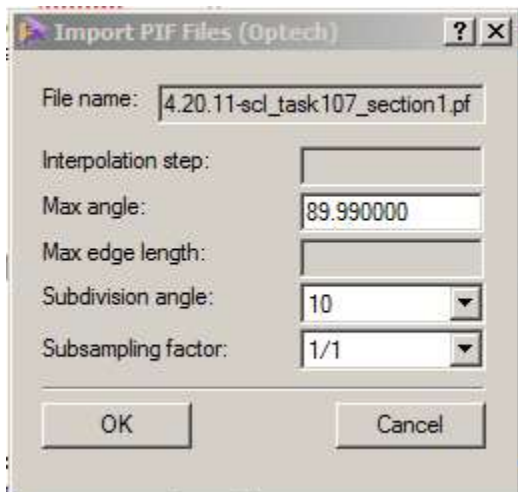 Import PIF Files (Optech)
File name: 4.20.11-scl_task107_section1.pf
Interpolation step:
Max angle: 89.990000
Max edge length:
Subdivision angle: 10
Subsampling factor: 1/1
OK Cancel